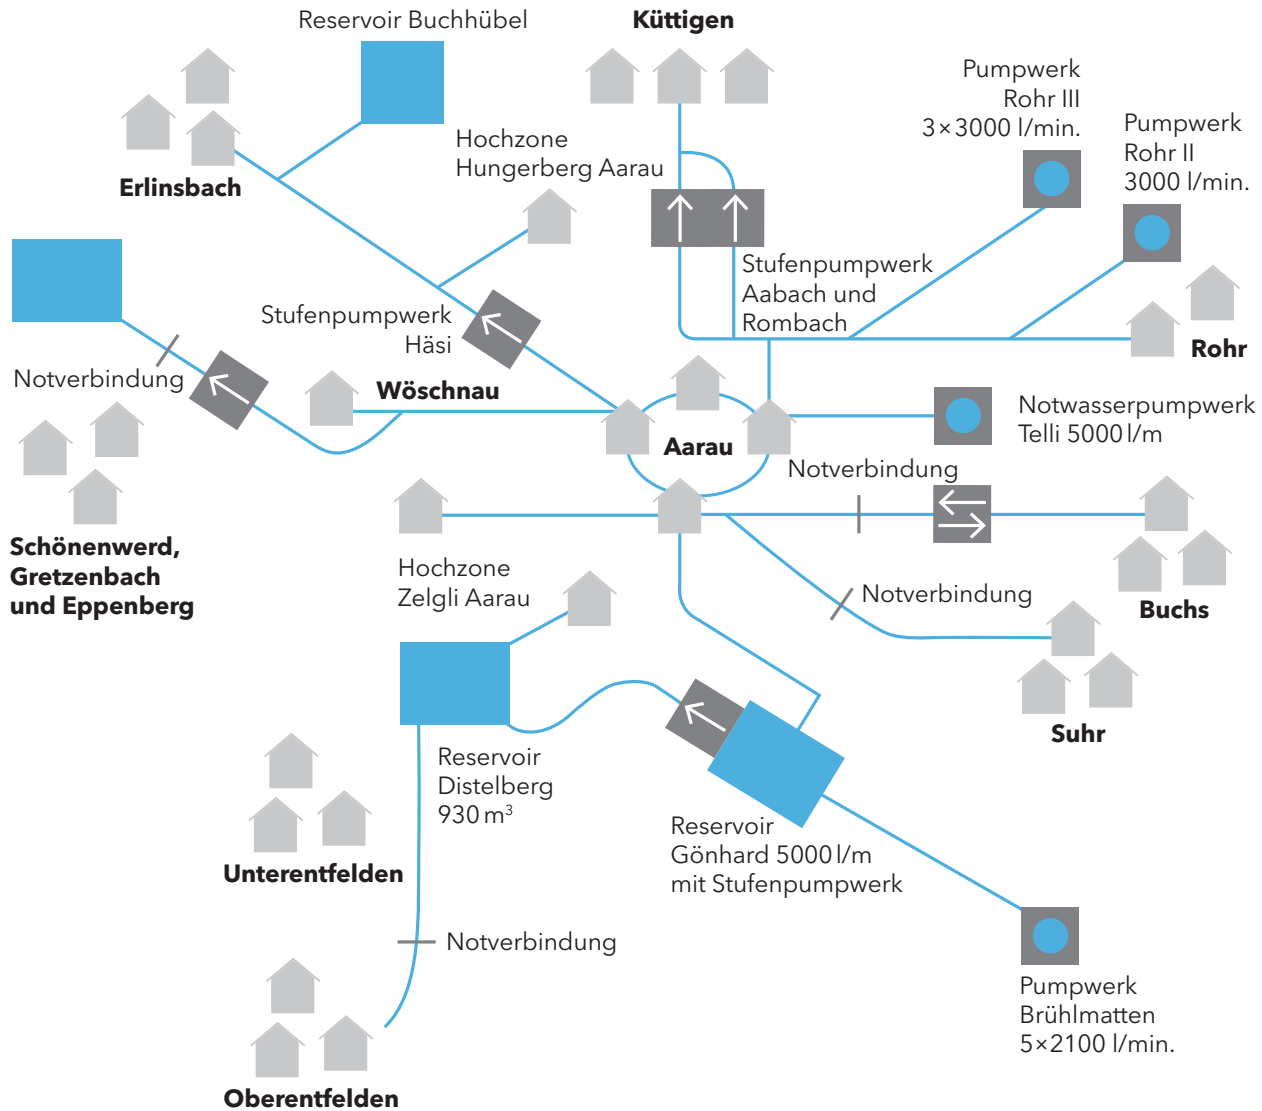 Reservoir Buchhübel
Küttigen
Pumpwerk
Rohr III
3×3000 l/min.
Pumpwerk
Rohr II
3000 l/min.
Hochzone
Hungerberg Aarau
Erlinsbach
Stufenpumpwerk
Aabach und
Rombach
Stufenpumpwerk
Häsi
Rohr
Notverbindung
Wöschnau
Notwasserpumpwerk
Telli 5000 l/m
Aarau
Notverbindung
Schönenwerd,
Gretzenbach
und Eppenberg
Hochzone
Zelgli Aarau
Notverbindung
Buchs
Suhr
Reservoir
Distelberg
930 m³
Reservoir
Gönhard 5000 l/m
mit Stufenpumpwerk
Unterentfelden
Notverbindung
Pumpwerk
Brühlmatten
5×2100 l/min.
Oberentfelden